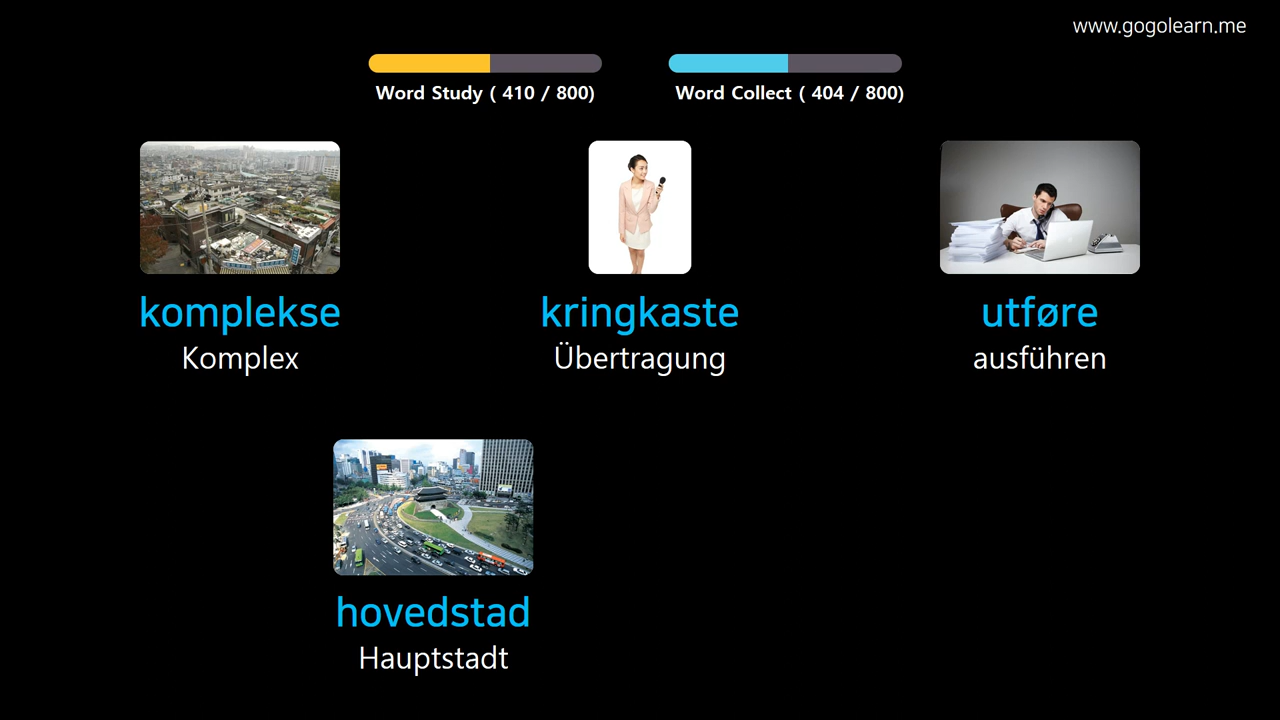 www.gogolearn.me
Word Study ( 410 / 800)
Word Collect ( 404 / 800)
komplekse
Komplex
kringkaste
Übertragung
utføre
ausführen
hovedstad
Hauptstadt